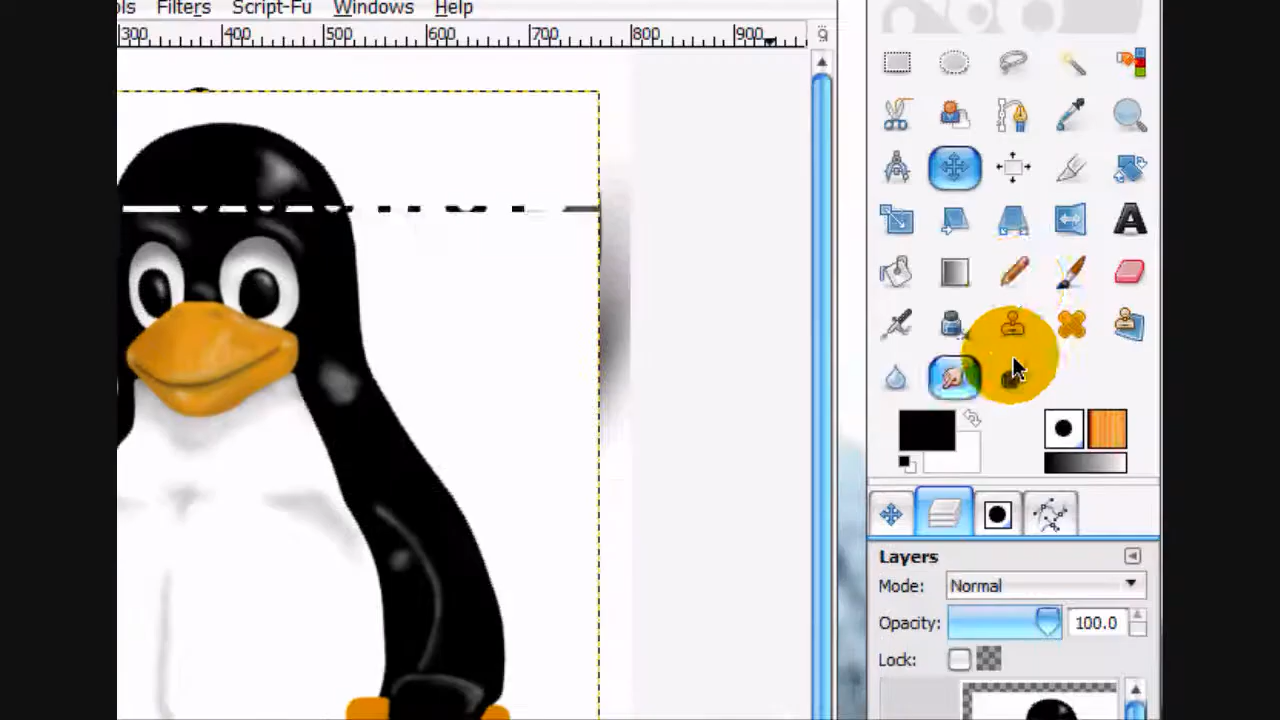 ols Filters Script-Fu Windows Help
300 400 500 600 700 800 900
A
Layers
Mode: Normal
Opacity: 100.0
Lock: